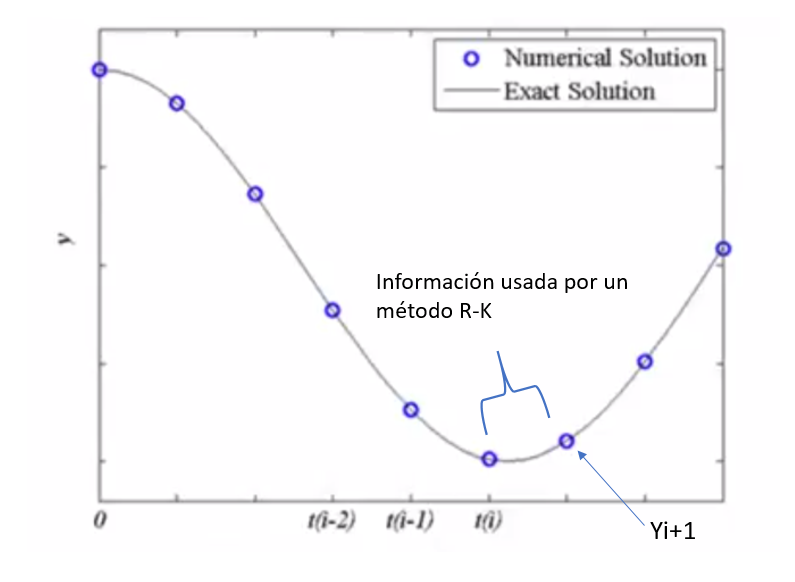 Numerical Solution
Exact Solution
y
Información usada por un
método R-K
0
t(i-2)
t(i-1)
t(i)
Yi+1